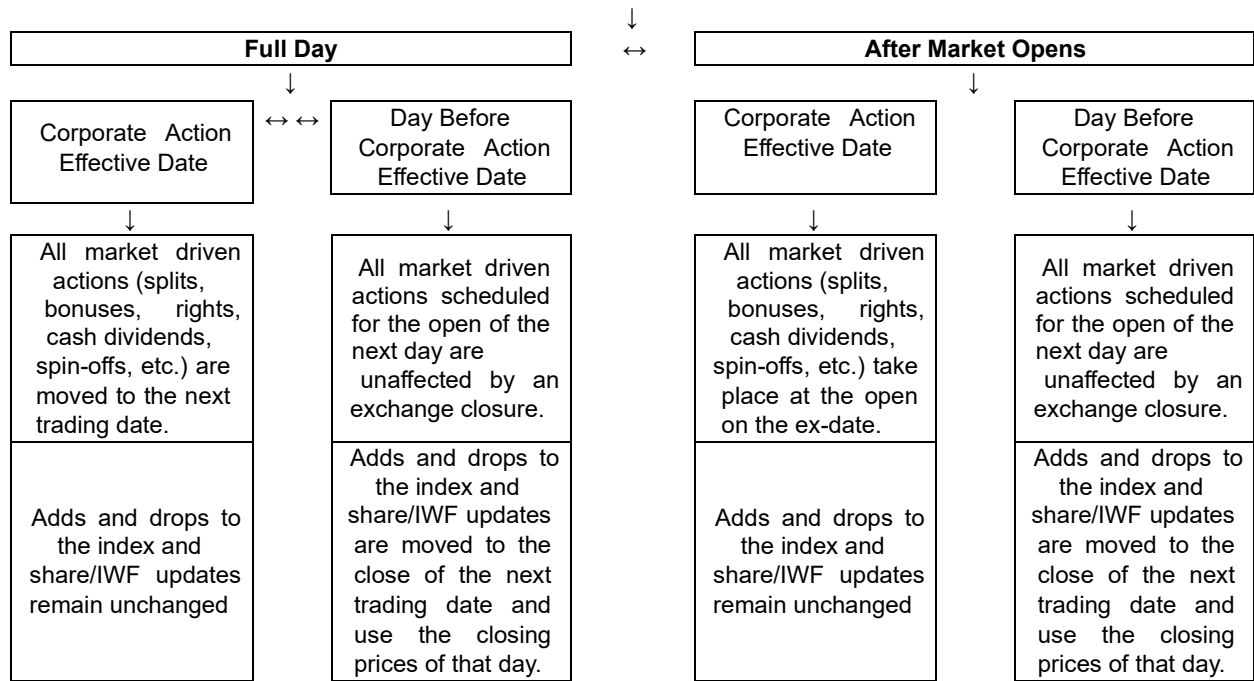 ↓
Full Day ↔ After Market Opens
↓ ↓
Corporate Action
Effective Date
↔ ↔
Day Before
Corporate Action
Effective Date
Corporate Action
Effective Date
Day Before
Corporate Action
Effective Date
↓ ↓ ↓ ↓
All market driven
actions (splits,
bonuses, rights,
cash dividends,
spin-offs, etc.) are
moved to the next
trading date.
All market driven
actions scheduled
for the open of the
next day are
unaffected by an
exchange closure.
All market driven
actions (splits,
bonuses, rights,
cash dividends,
spin-offs, etc.) take
place at the open
on the ex-date.
All market driven
actions scheduled
for the open of the
next day are
unaffected by an
exchange closure.
Adds and drops to
the index and
share/IWF updates
remain unchanged
Adds and drops to
the index and
share/IWF updates
are moved to the
close of the next
trading date and
use the closing
prices of that day.
Adds and drops to
the index and
share/IWF updates
remain unchanged
Adds and drops to
the index and
share/IWF updates
are moved to the
close of the next
trading date and
use the closing
prices of that day.